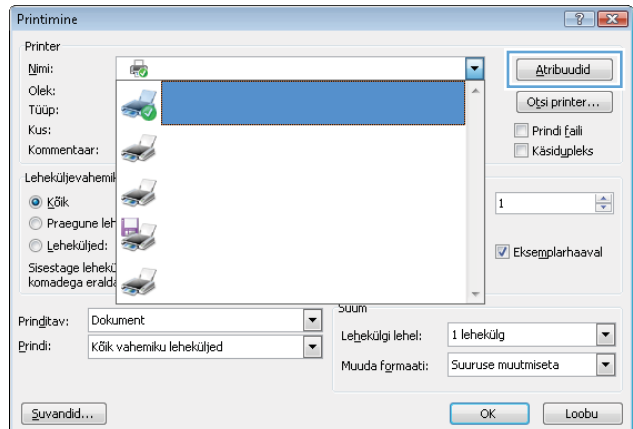 Printimine
Printer
Nimi:
Atribuudid
Olek:
Tüüp:
Otsi printer...
Kus:
Prindi faili
Kommentaar:
Käsidupleks
Leheküljevahemik
Kõik
1
Praegune leh
Leheküljed:
Eksemplarhaaval
Sisestage lehekü
komadega eralda
Suum
Prinditav:
Dokument
Lehekülgi lehel:
1 lehekülg
Prindi:
Kõik vahemiku leheküljed
Muuda formaati:
Suuruse muutmiseta
Suvandid...
OK
Loobu